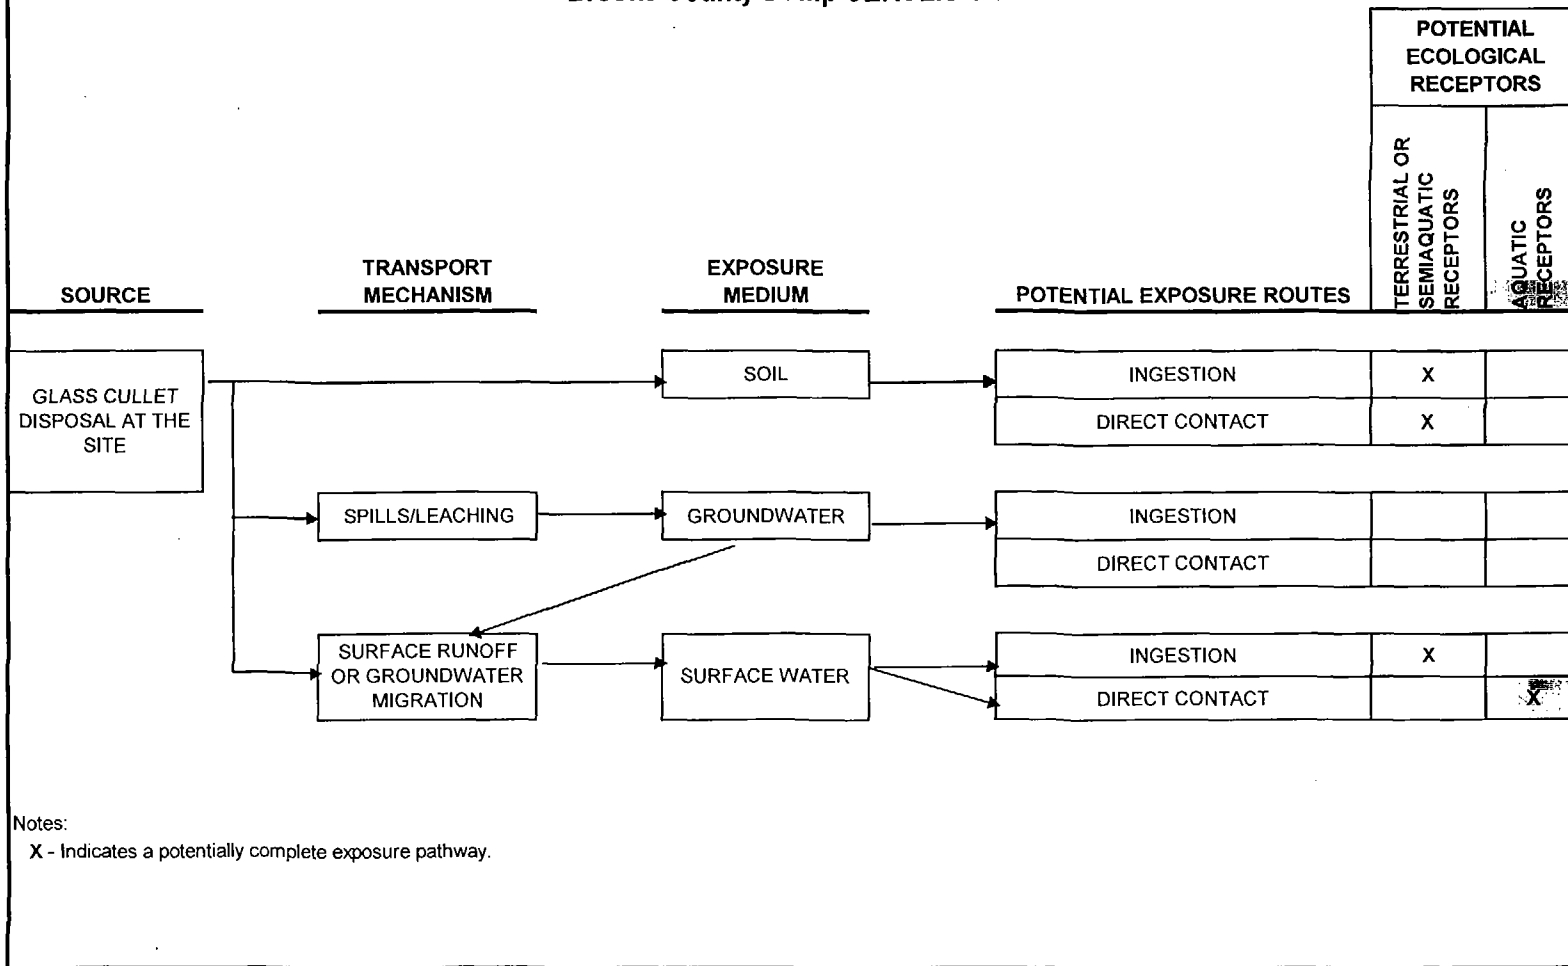 POTENTIAL
ECOLOGICAL
RECEPTORS
TERRESTRIAL OR
SEMIAQUATIC
RECEPTORS
AQUATIC
RECEPTORS
SOURCE
TRANSPORT
MECHANISM
EXPOSURE
MEDIUM
POTENTIAL EXPOSURE ROUTES
GLASS CULLET
DISPOSAL AT THE
SITE
SOIL
INGESTION
X
DIRECT CONTACT
X
SPILLS/LEACHING
GROUNDWATER
INGESTION
DIRECT CONTACT
SURFACE RUNOFF
OR GROUNDWATER
MIGRATION
SURFACE WATER
INGESTION
X
DIRECT CONTACT
X
Notes:
X - Indicates a potentially complete exposure pathway.